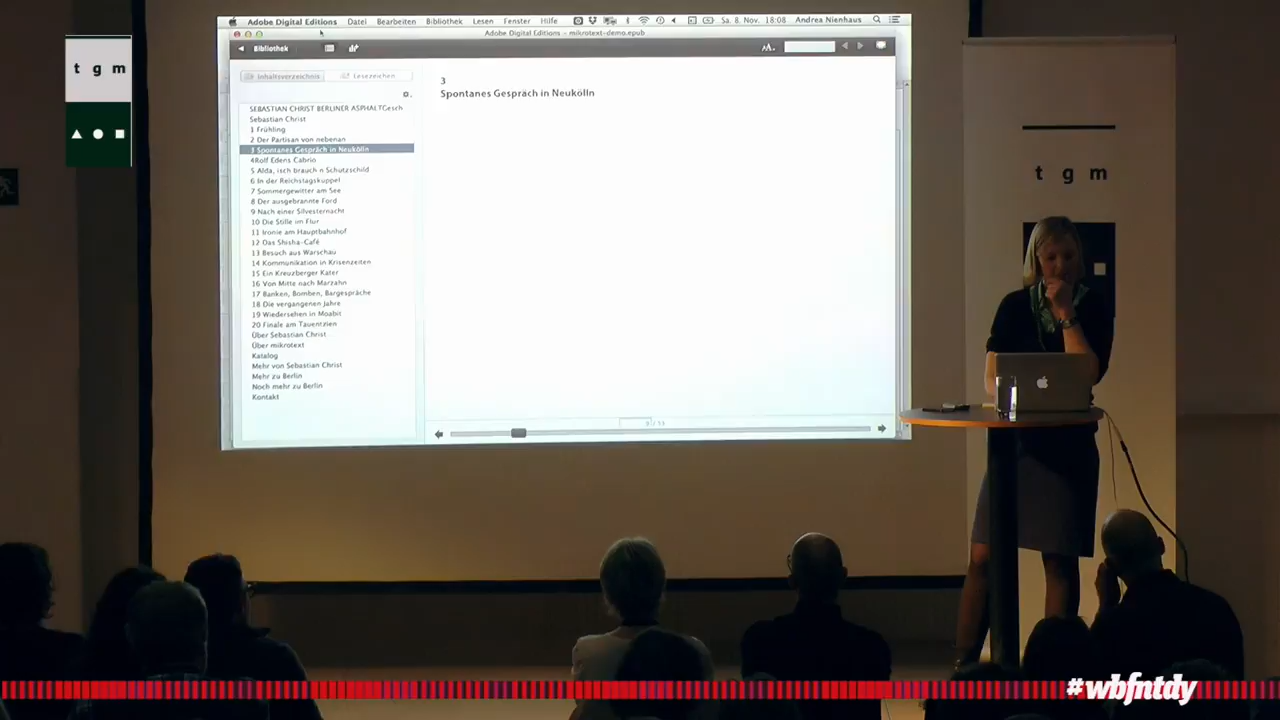 Adobe Digital Editions Datei Bearbeiten Bibliothek Lesen Fenster Hilfe Sa. 8. Nov. 18:08 Andrea Nienhaus
Adobe Digital Editions - mikrotext-demo.epub
Bibliothek
Inhaltsverzeichnis Lesezeichen
SEBASTIAN CHRIST BERLINER ASPHALTGesch
Sebastian Christ
1 Frühling
2 Der Partisan von nebenan
3 Spontanes Gespräch in Neukölln
4Rolf Edens Cabrio
5 Alda, isch brauch n Schutzschild
6 In der Reichstagskuppel
7 Sommergewitter am See
8 Der ausgebrannte Ford
9 Nach einer Silvesternacht
10 Die Stille im Flur
11 Ironie am Hauptbahnhof
12 Das Shisha-Café
13 Besuch aus Warschau
14 Kommunikation in Krisenzeiten
15 Ein Kreuzberger Kater
16 Von Mitte nach Marzahn
17 Banken, Bomben, Bargespräche
18 Die vergangenen Jahre
19 Wiedersehen in Moabit
20 Finale am Tauentzien
Über Sebastian Christ
Über mikrotext
Katalog
Mehr von Sebastian Christ
Mehr zu Berlin
Noch mehr zu Berlin
Kontakt
3
Spontanes Gespräch in Neukölln
t g m
t g m
#wbfntdy